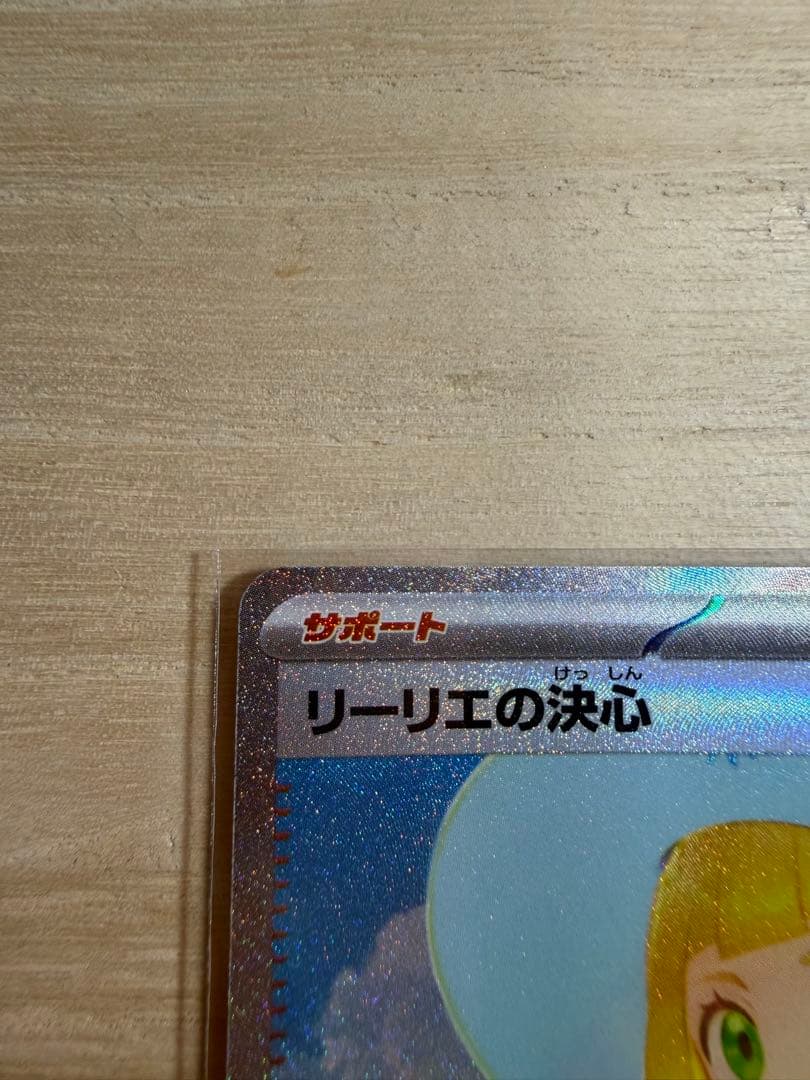 サポート
けっ しん
リーリエの決心